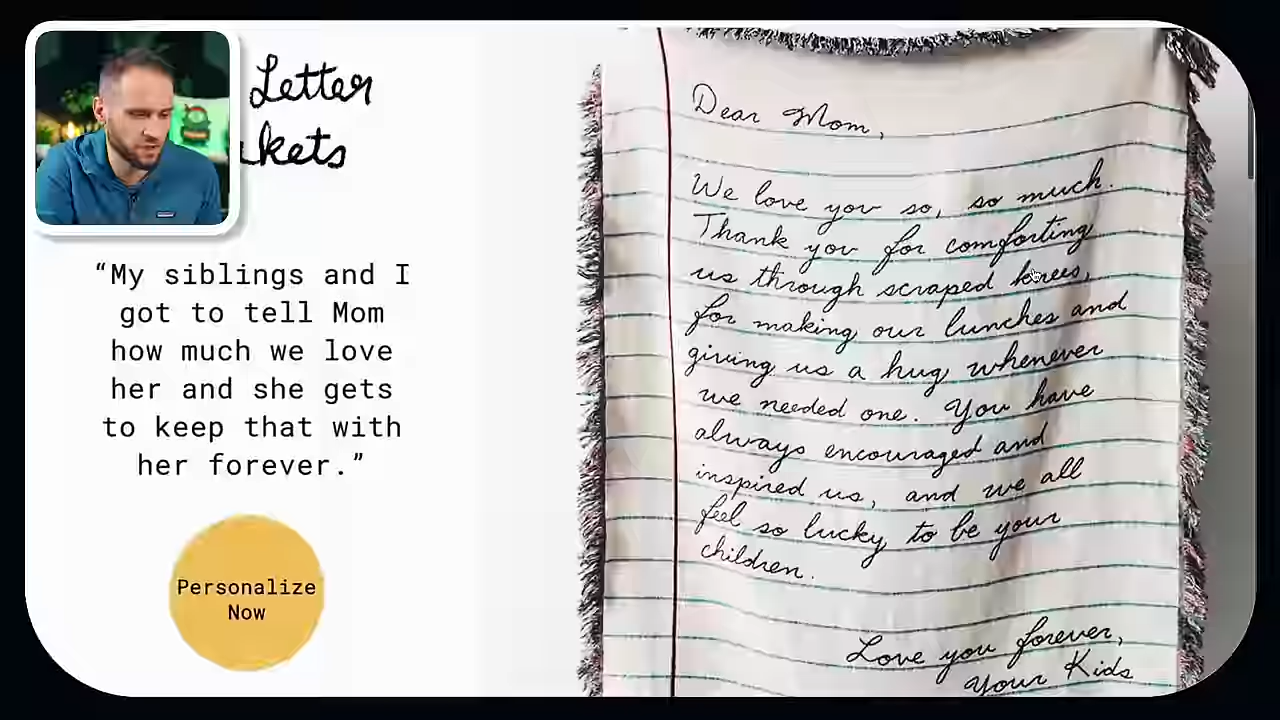 Letter
kets
“My siblings and I
got to tell Mom
how much we love
her and she gets
to keep that with
her forever.”
Personalize
Now
Dear Mom,
We love you so, so much.
Thank you for comforting
us through scraped knees,
for making our lunches and
giving us a hug whenever
we needed one. You have
always encouraged and
inspired us, and we all
feel so lucky to be your
children.
Love you forever,
Your Kids